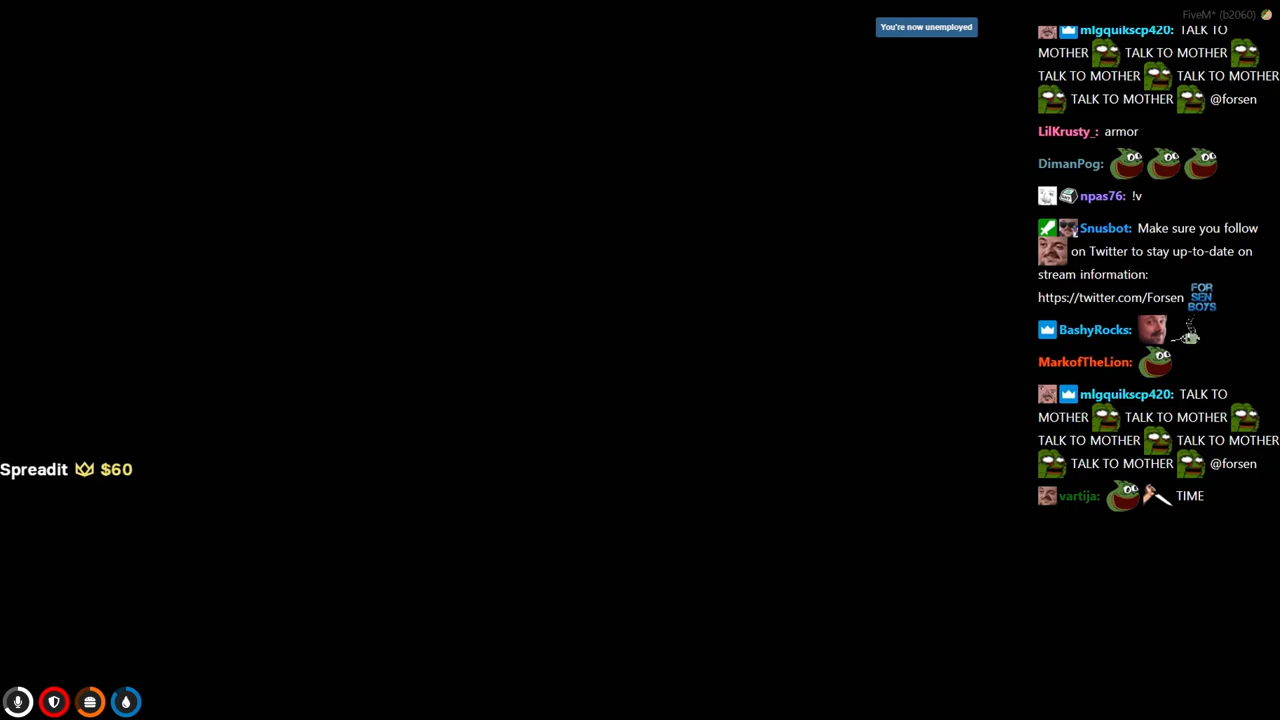 FiveM* (b2060)
You're now unemployed
mlgquikscp420: TALK TO
MOTHER TALK TO MOTHER
TALK TO MOTHER TALK TO MOTHER
TALK TO MOTHER @forsen
LilKrusty_: armor
DimanPog:
npas76: !v
Snusbot: Make sure you follow
on Twitter to stay up-to-date on
stream information:
https://twitter.com/Forsen FOR
SEN
BOYS
BashyRocks:
MarkofTheLion:
mlgquikscp420: TALK TO
MOTHER TALK TO MOTHER
TALK TO MOTHER TALK TO MOTHER
TALK TO MOTHER @forsen
Spreadit $60
vartija: TIME